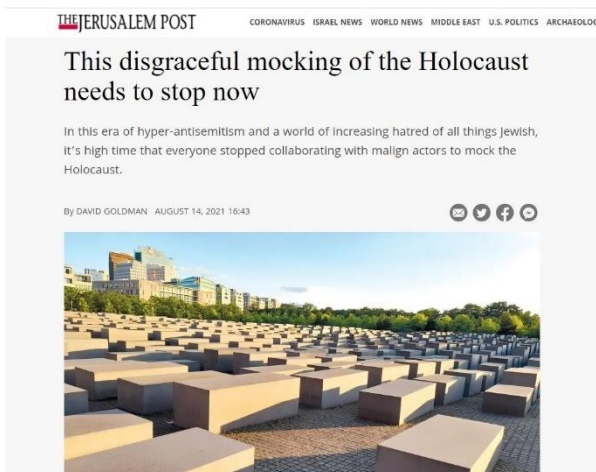 THE JERUSALEM POST
CORONAVIRUS ISRAEL NEWS WORLD NEWS MIDDLE EAST U.S. POLITICS ARCHAEOLOG
This disgraceful mocking of the Holocaust
needs to stop now
In this era of hyper-antisemitism and a world of increasing hatred of all things Jewish,
it's high time that everyone stopped collaborating with malign actors to mock the
Holocaust.
By DAVID GOLDMAN AUGUST 14, 2021 16:43